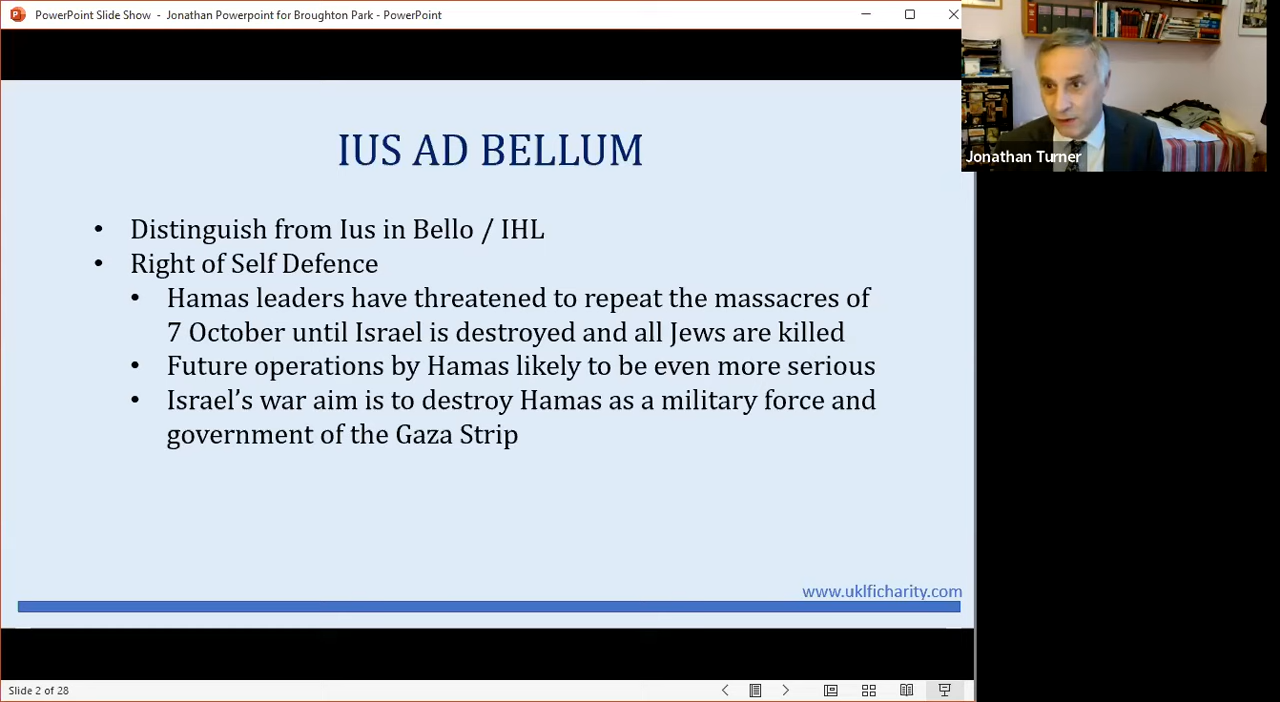 PowerPoint Slide Show - Jonathan Powerpoint for Broughton Park - PowerPoint
Jonathan Turner
IUS AD BELLUM
• Distinguish from Ius in Bello / IHL
• Right of Self Defence
• Hamas leaders have threatened to repeat the massacres of
7 October until Israel is destroyed and all Jews are killed
• Future operations by Hamas likely to be even more serious
• Israel’s war aim is to destroy Hamas as a military force and
government of the Gaza Strip
www.uklficharity.com
Slide 2 of 28